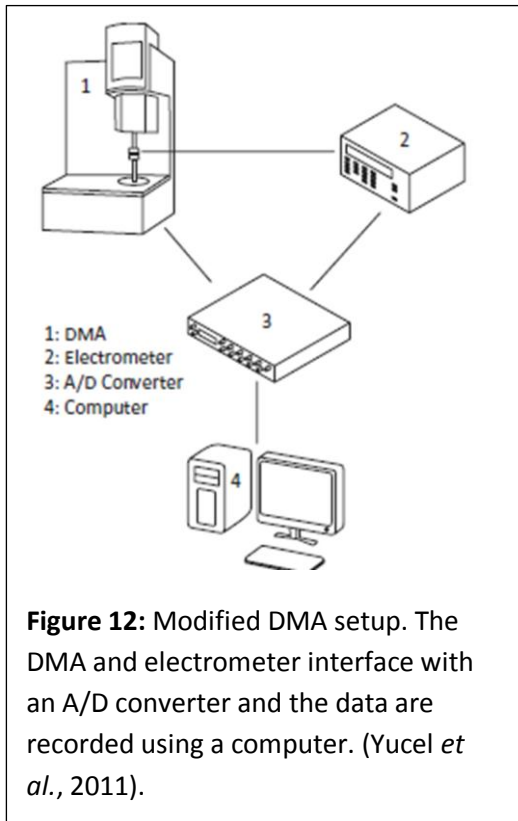 1
2
3
1: DMA
2: Electrometer
3: A/D Converter
4: Computer
4
Figure 12: Modified DMA setup. The
DMA and electrometer interface with
an A/D converter and the data are
recorded using a computer. (Yucel et
al., 2011).